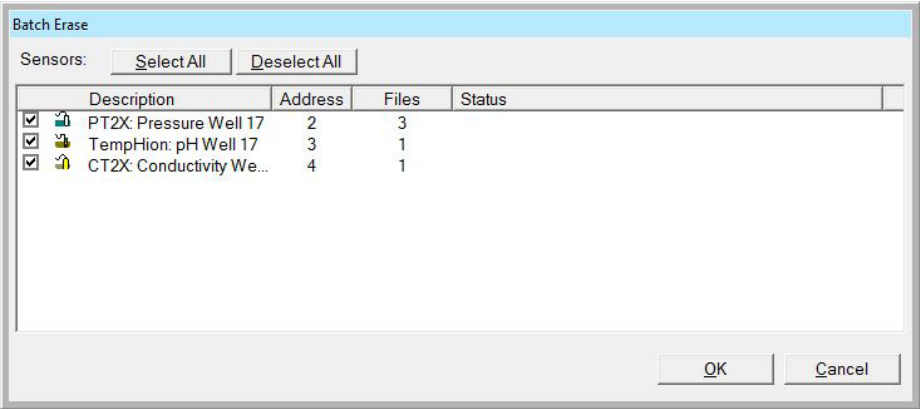 Batch Erase
Sensors: Select All Deselect All
Description Address Files Status
PT2X: Pressure Well 17 2 3
TempHion: pH Well 17 3 1
CT2X: Conductivity We... 4 1
OK Cancel